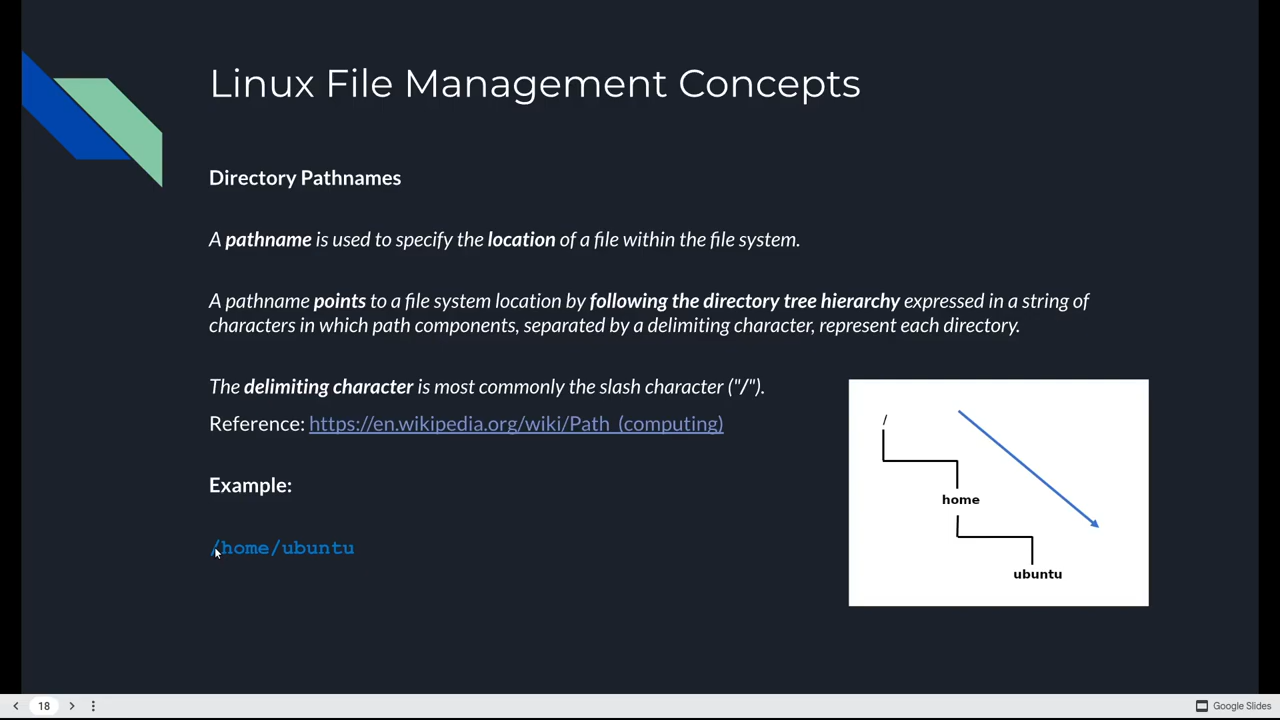 Linux File Management Concepts
Directory Pathnames
A pathname is used to specify the location of a file within the file system.
A pathname points to a file system location by following the directory tree hierarchy expressed in a string of
characters in which path components, separated by a delimiting character, represent each directory.
The delimiting character is most commonly the slash character ("/").
Reference: https://en.wikipedia.org/wiki/Path_(computing)
Example:
/home/ubuntu
/
home
ubuntu
18
Google Slides